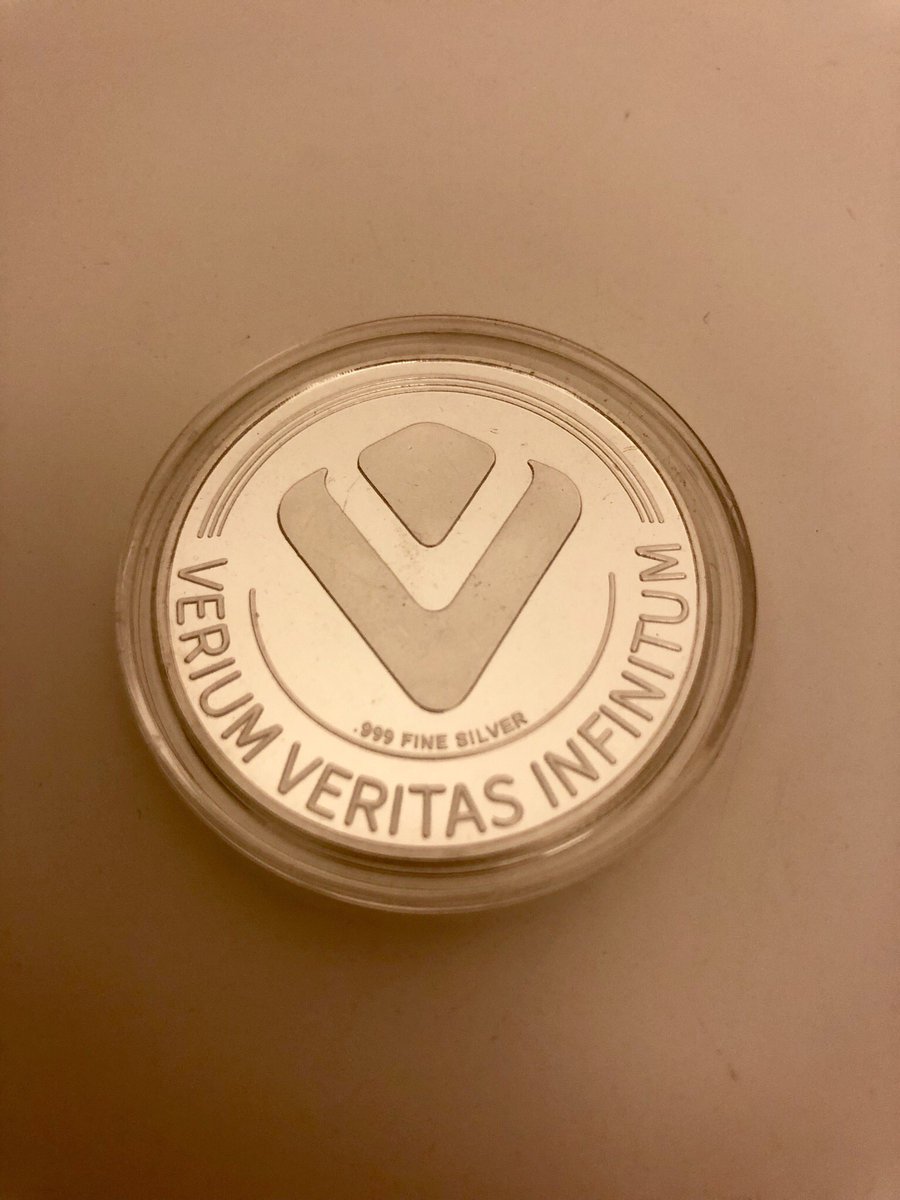 .999 FINE SILVER
VERIUM VERITAS INFINITUM